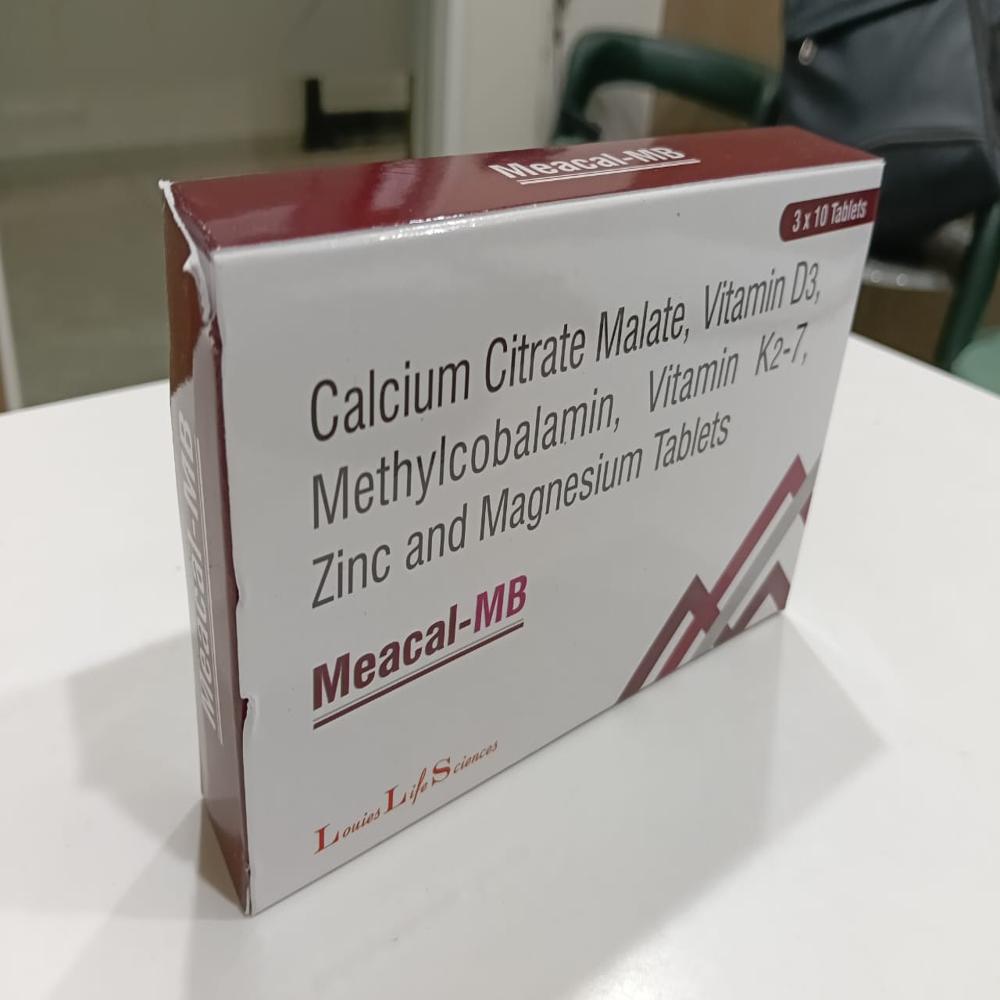 Meacal-MB
3 x 10 Tablets
Calcium Citrate Malate, Vitamin D3,
Methylcobalamin, Vitamin K2-7,
Zinc and Magnesium Tablets
Meacal-MB
Louies Life Sciences
Meacal-MB